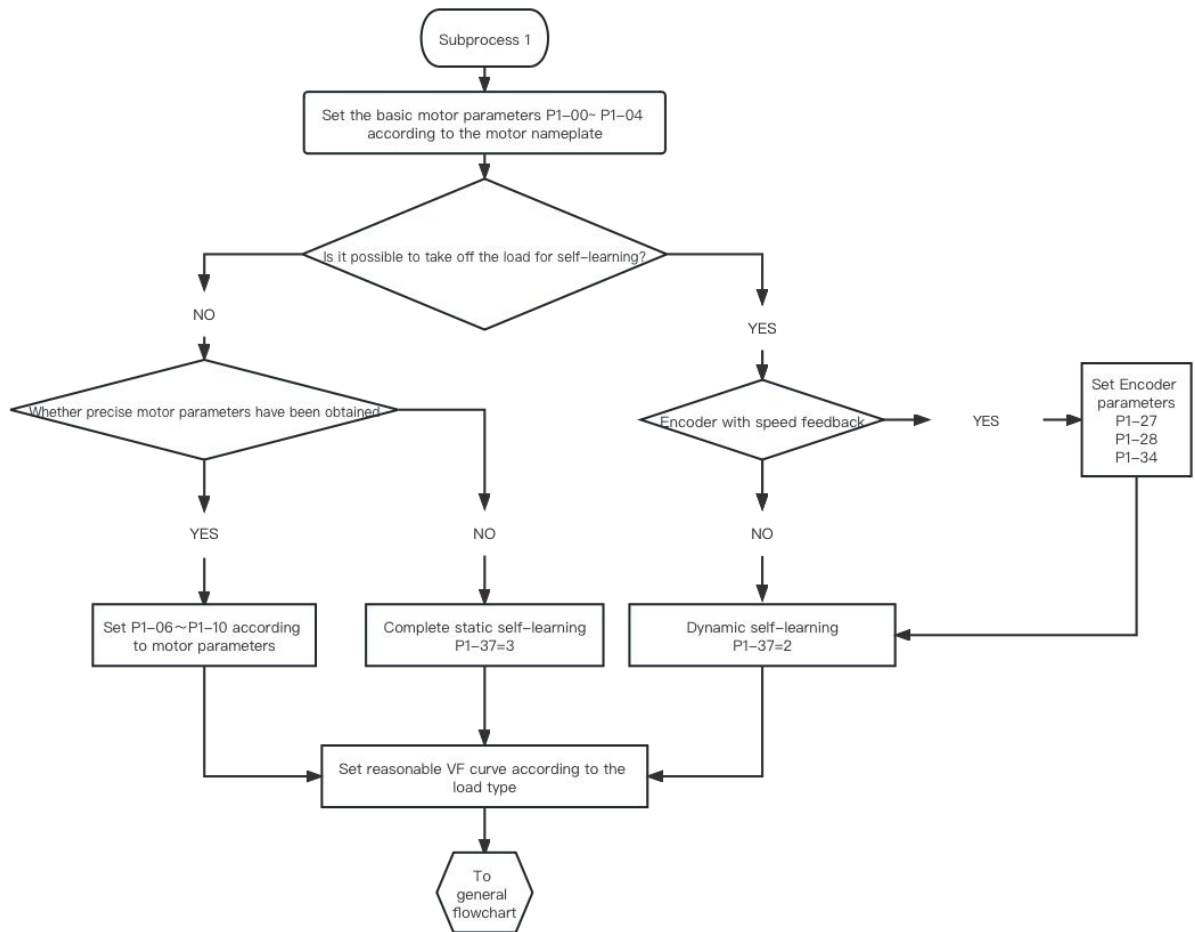 Subprocess 1
Set the basic motor parameters P1-00~ P1-04
according to the motor nameplate
Is it possible to take off the load for self-learning?
NO
YES
Whether precise motor parameters have been obtained
Encoder with speed feedback
YES
Set Encoder
parameters
P1-27
P1-28
P1-34
YES
NO
NO
Set P1-06~P1-10 according
to motor parameters
Complete static self-learning
P1-37=3
Dynamic self-learning
P1-37=2
Set reasonable VF curve according to the
load type
To
general
flowchart